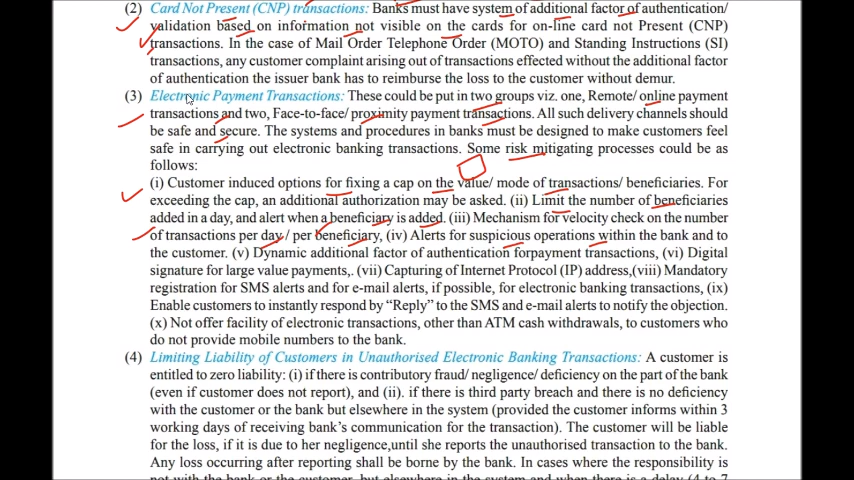 (2) Card Not Present (CNP) transactions: Banks must have system of additional factor of authentication/
validation based on information not visible on the cards for on-line card not Present (CNP)
transactions. In the case of Mail Order Telephone Order (MOTO) and Standing Instructions (SI)
transactions, any customer complaint arising out of transactions effected without the additional factor
of authentication the issuer bank has to reimburse the loss to the customer without demur.
(3) Electronic Payment Transactions: These could be put in two groups viz. one, Remote/ online payment
transactions and two, Face-to-face/ proximity payment transactions. All such delivery channels should
be safe and secure. The systems and procedures in banks must be designed to make customers feel
safe in carrying out electronic banking transactions. Some risk mitigating processes could be as
follows:
(i) Customer induced options for fixing a cap on the value/ mode of transactions/ beneficiaries. For
exceeding the cap, an additional authorization may be asked. (ii) Limit the number of beneficiaries
added in a day, and alert when a beneficiary is added. (iii) Mechanism for velocity check on the number
of transactions per day / per beneficiary, (iv) Alerts for suspicious operations within the bank and to
the customer. (v) Dynamic additional factor of authentication forpayment transactions, (vi) Digital
signature for large value payments,. (vii) Capturing of Internet Protocol (IP) address,(viii) Mandatory
registration for SMS alerts and for e-mail alerts, if possible, for electronic banking transactions, (ix)
Enable customers to instantly respond by “Reply” to the SMS and e-mail alerts to notify the objection.
(x) Not offer facility of electronic transactions, other than ATM cash withdrawals, to customers who
do not provide mobile numbers to the bank.
(4) Limiting Liability of Customers in Unauthorised Electronic Banking Transactions: A customer is
entitled to zero liability: (i) if there is contributory fraud/ negligence/ deficiency on the part of the bank
(even if customer does not report), and (ii). if there is third party breach and there is no deficiency
with the customer or the bank but elsewhere in the system (provided the customer informs within 3
working days of receiving bank’s communication for the transaction). The customer will be liable
for the loss, if it is due to her negligence,until she reports the unauthorised transaction to the bank.
Any loss occurring after reporting shall be borne by the bank. In cases where the responsibility is
not with the bank or the customer, but elsewhere in the system and when there is a delay (4 to 7